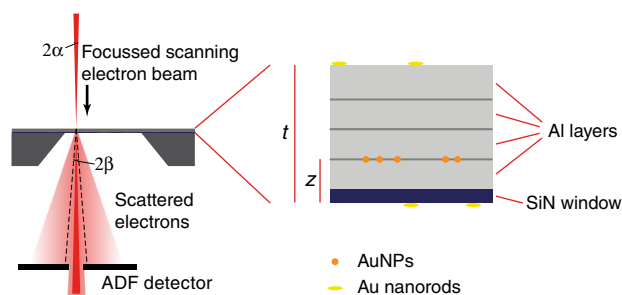 2α
Focussed scanning
electron beam
2β
Scattered
electrons
ADF detector
t
z
Al layers
SiN window
AuNPs
Au nanorods